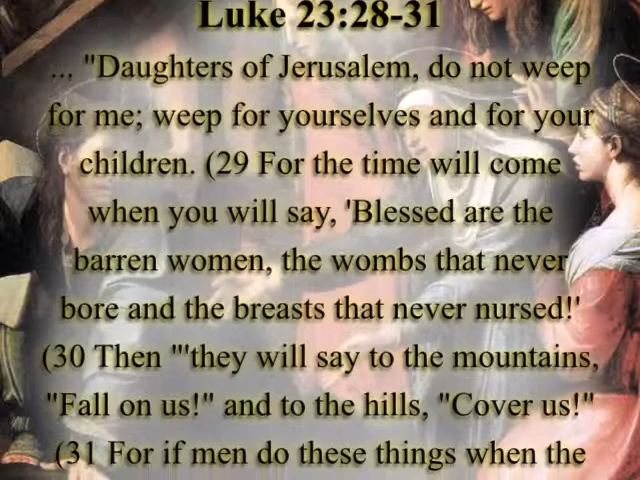 Luke 23:28-31
... "Daughters of Jerusalem, do not weep
for me; weep for yourselves and for your
children. (29 For the time will come
when you will say, 'Blessed are the
barren women, the wombs that never
bore and the breasts that never nursed!'
(30 Then "'they will say to the mountains,
"Fall on us!" and to the hills, "Cover us!"
(31 For if men do these things when the